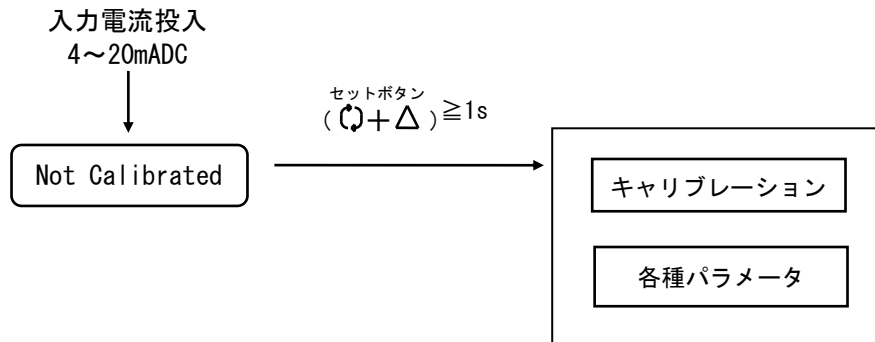 入力電流投入
4～20mADC
セットボタン
(⟳+△)≧1s
Not Calibrated
キャリブレーション
各種パラメータ